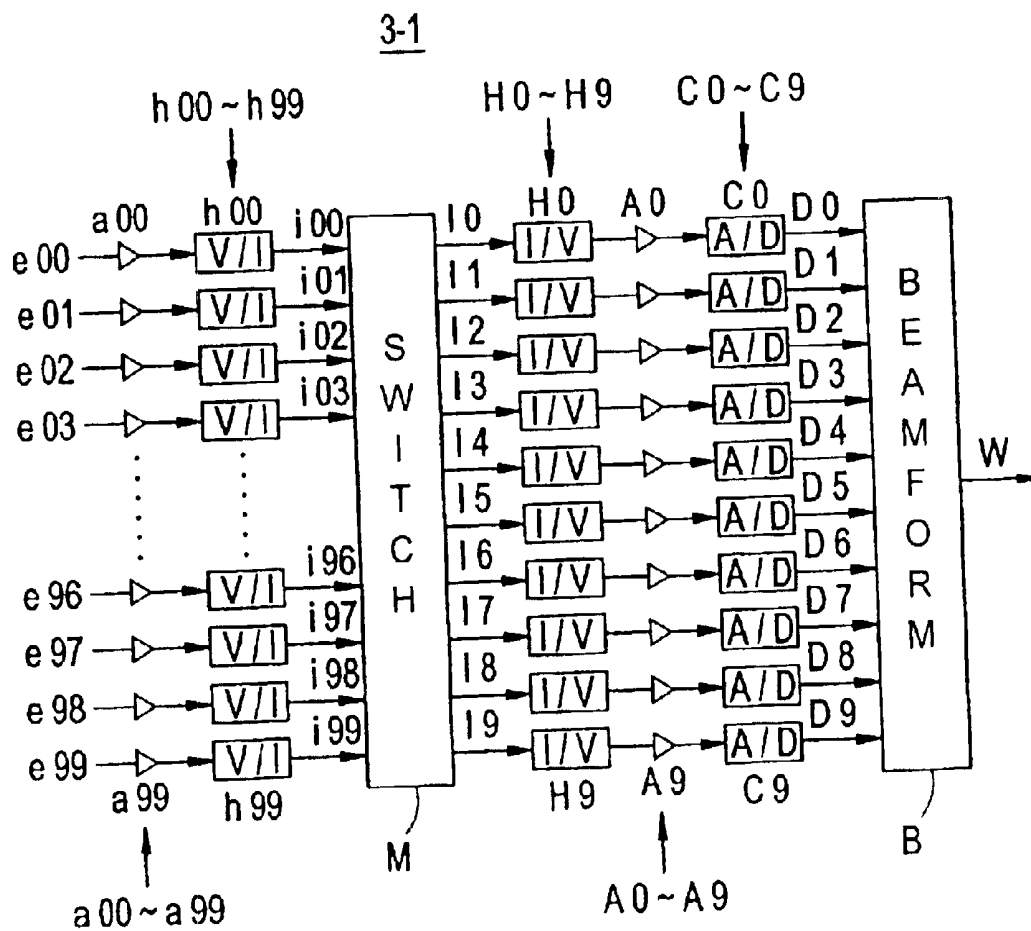 3-1
h00~h99 H0~H9 C0~C9
a00 h00 i00 I0 H0 A0 C0 D0
e00 V/I I/V A/D
i01 I1 D1
e01 V/I I/V A/D
i02 I2 D2
e02 V/I I/V A/D
i03 I3 D3
e03 V/I I/V A/D
I4 D4
I/V A/D
I5 D5
I/V A/D
i96 I6 D6
e96 V/I I/V A/D
i97 I7 D7
e97 V/I I/V A/D
i98 I8 D8
e98 V/I I/V A/D
i99 I9 D9
e99 V/I I/V A/D
SWITCH
BEAMFORM
W
a99 h99 H9 A9 C9
M B
a00~a99 A0~A9